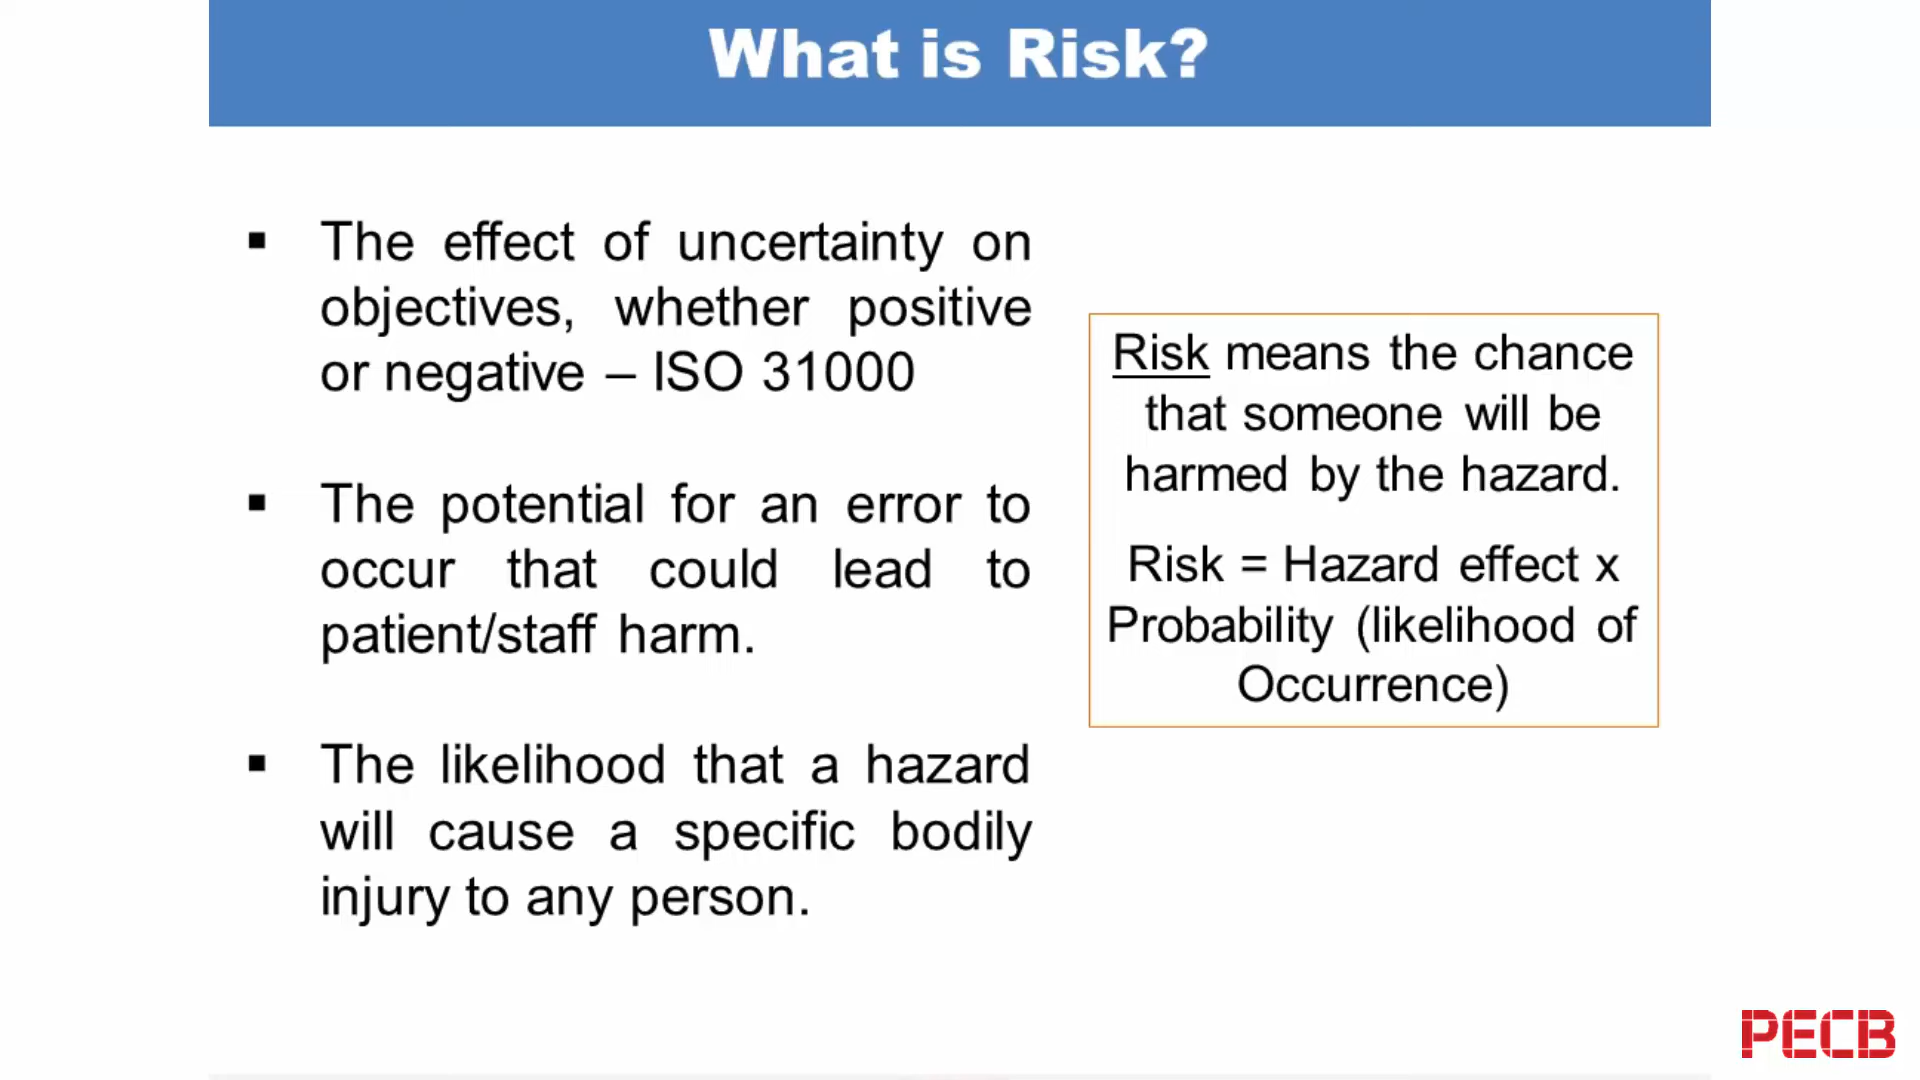 What is Risk?
▪ The effect of uncertainty on
objectives, whether positive
or negative – ISO 31000
▪ The potential for an error to
occur that could lead to
patient/staff harm.
▪ The likelihood that a hazard
will cause a specific bodily
injury to any person.
Risk means the chance
that someone will be
harmed by the hazard.
Risk = Hazard effect x
Probability (likelihood of
Occurrence)
PECB